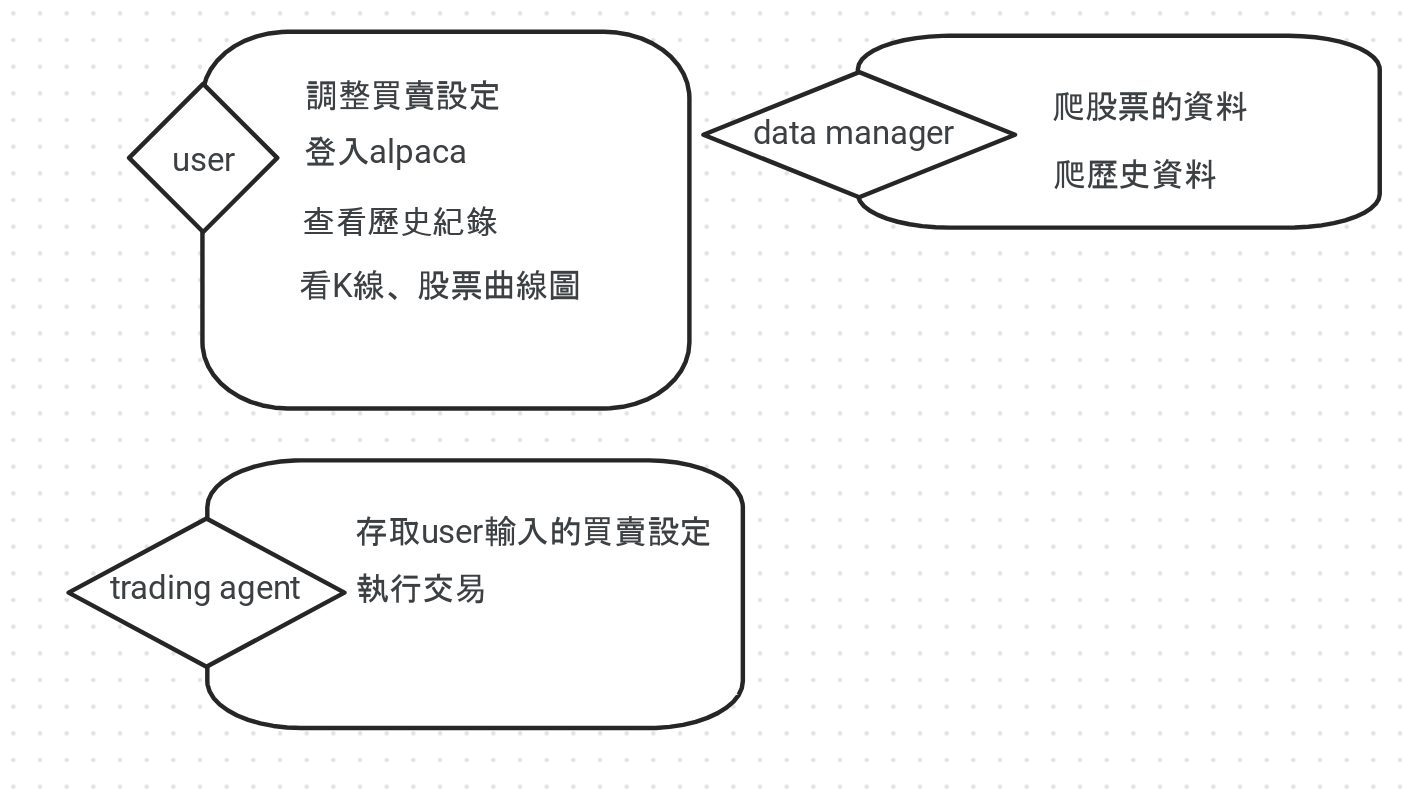 user
調整買賣設定
登入alpaca
查看歷史紀錄
看K線、股票曲線圖
data manager
爬股票的資料
爬歷史資料
trading agent
存取user輸入的買賣設定
執行交易